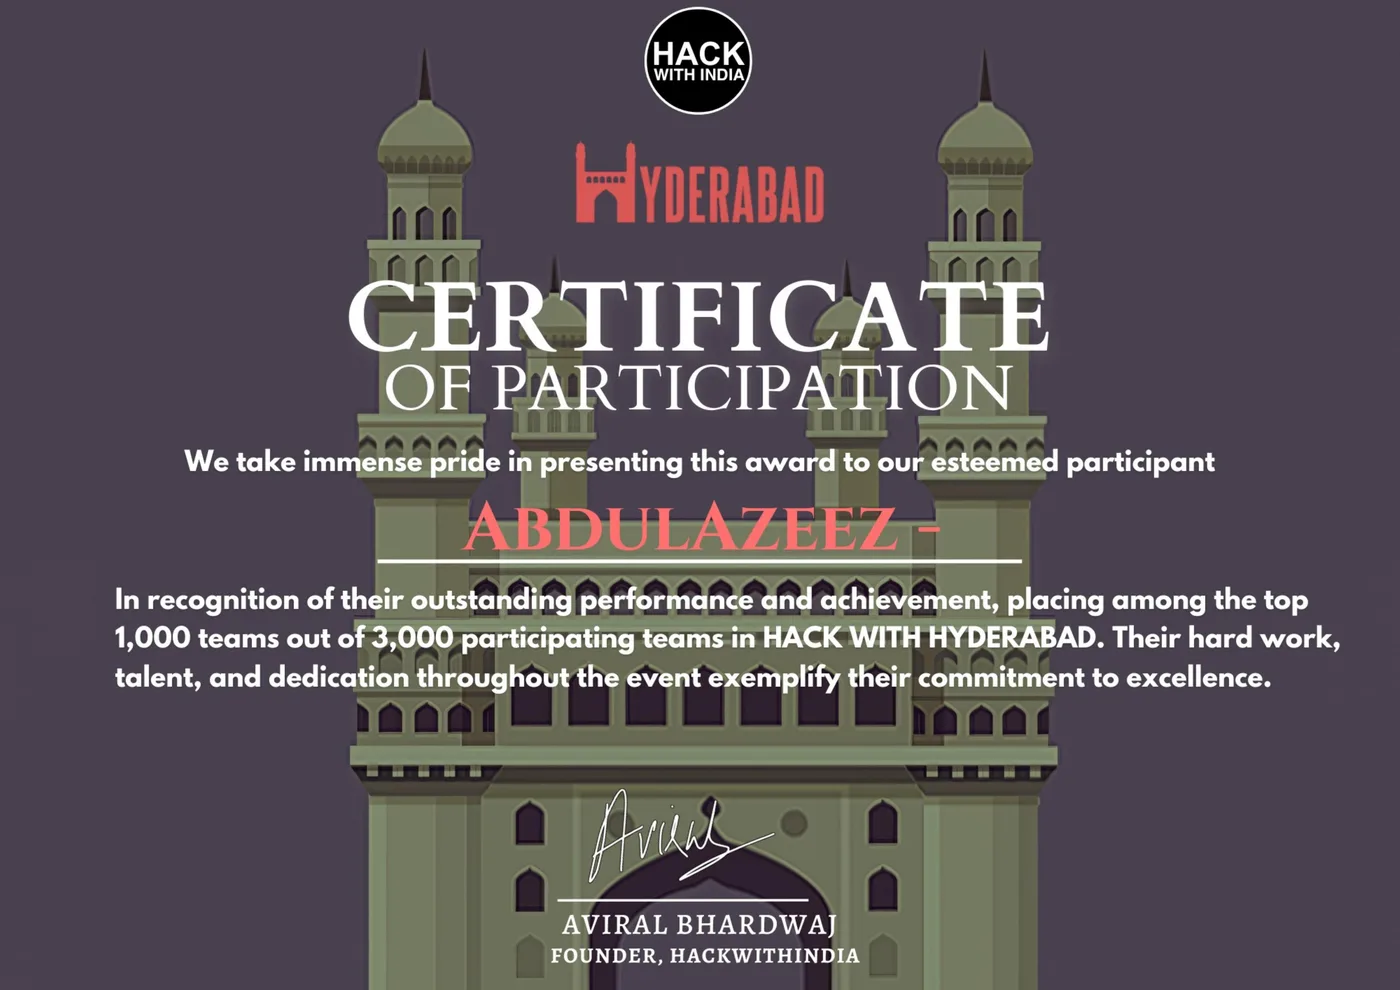 HACK
WITH INDIA
HYDERABAD
CERTIFICATE
OF PARTICIPATION
We take immense pride in presenting this award to our esteemed participant
ABDULAZEEZ -
In recognition of their outstanding performance and achievement, placing among the top
1,000 teams out of 3,000 participating teams in HACK WITH HYDERABAD. Their hard work,
talent, and dedication throughout the event exemplify their commitment to excellence.
Aviral
AVIRAL BHARDWAJ
FOUNDER, HACKWITHINDIA